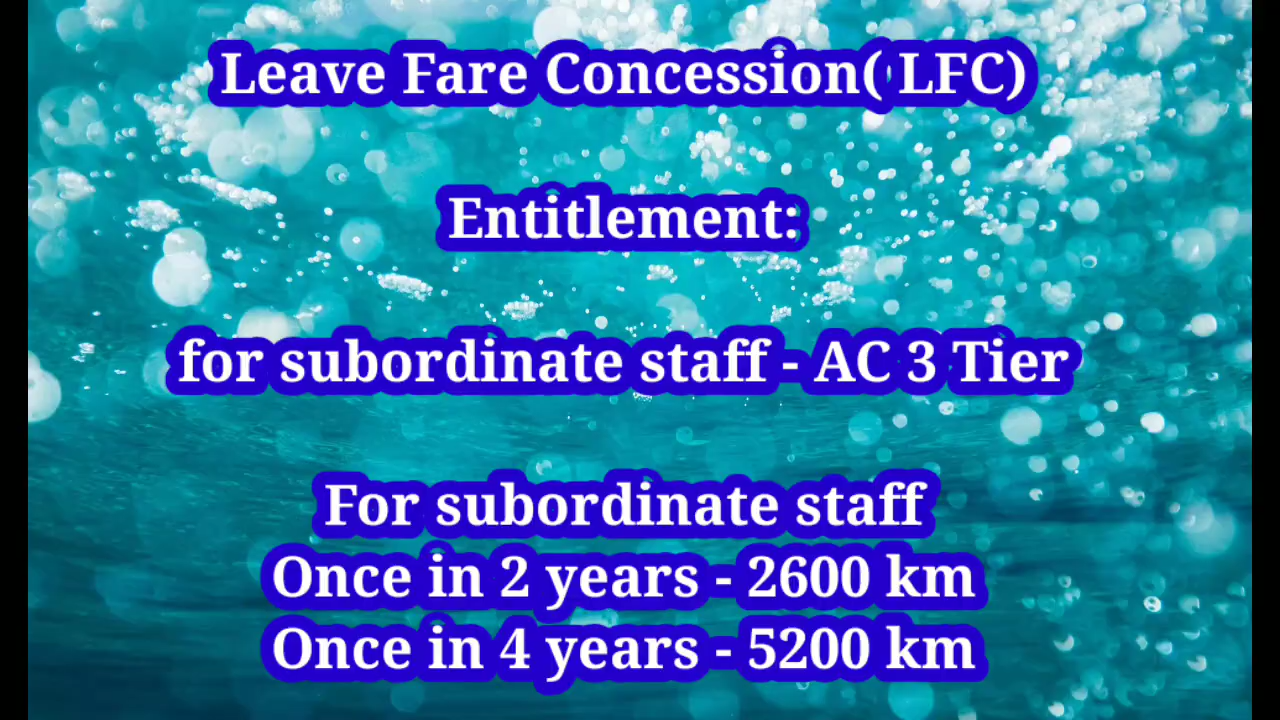 Leave Fare Concession( LFC)
Entitlement:
for subordinate staff - AC 3 Tier
For subordinate staff
Once in 2 years - 2600 km
Once in 4 years - 5200 km